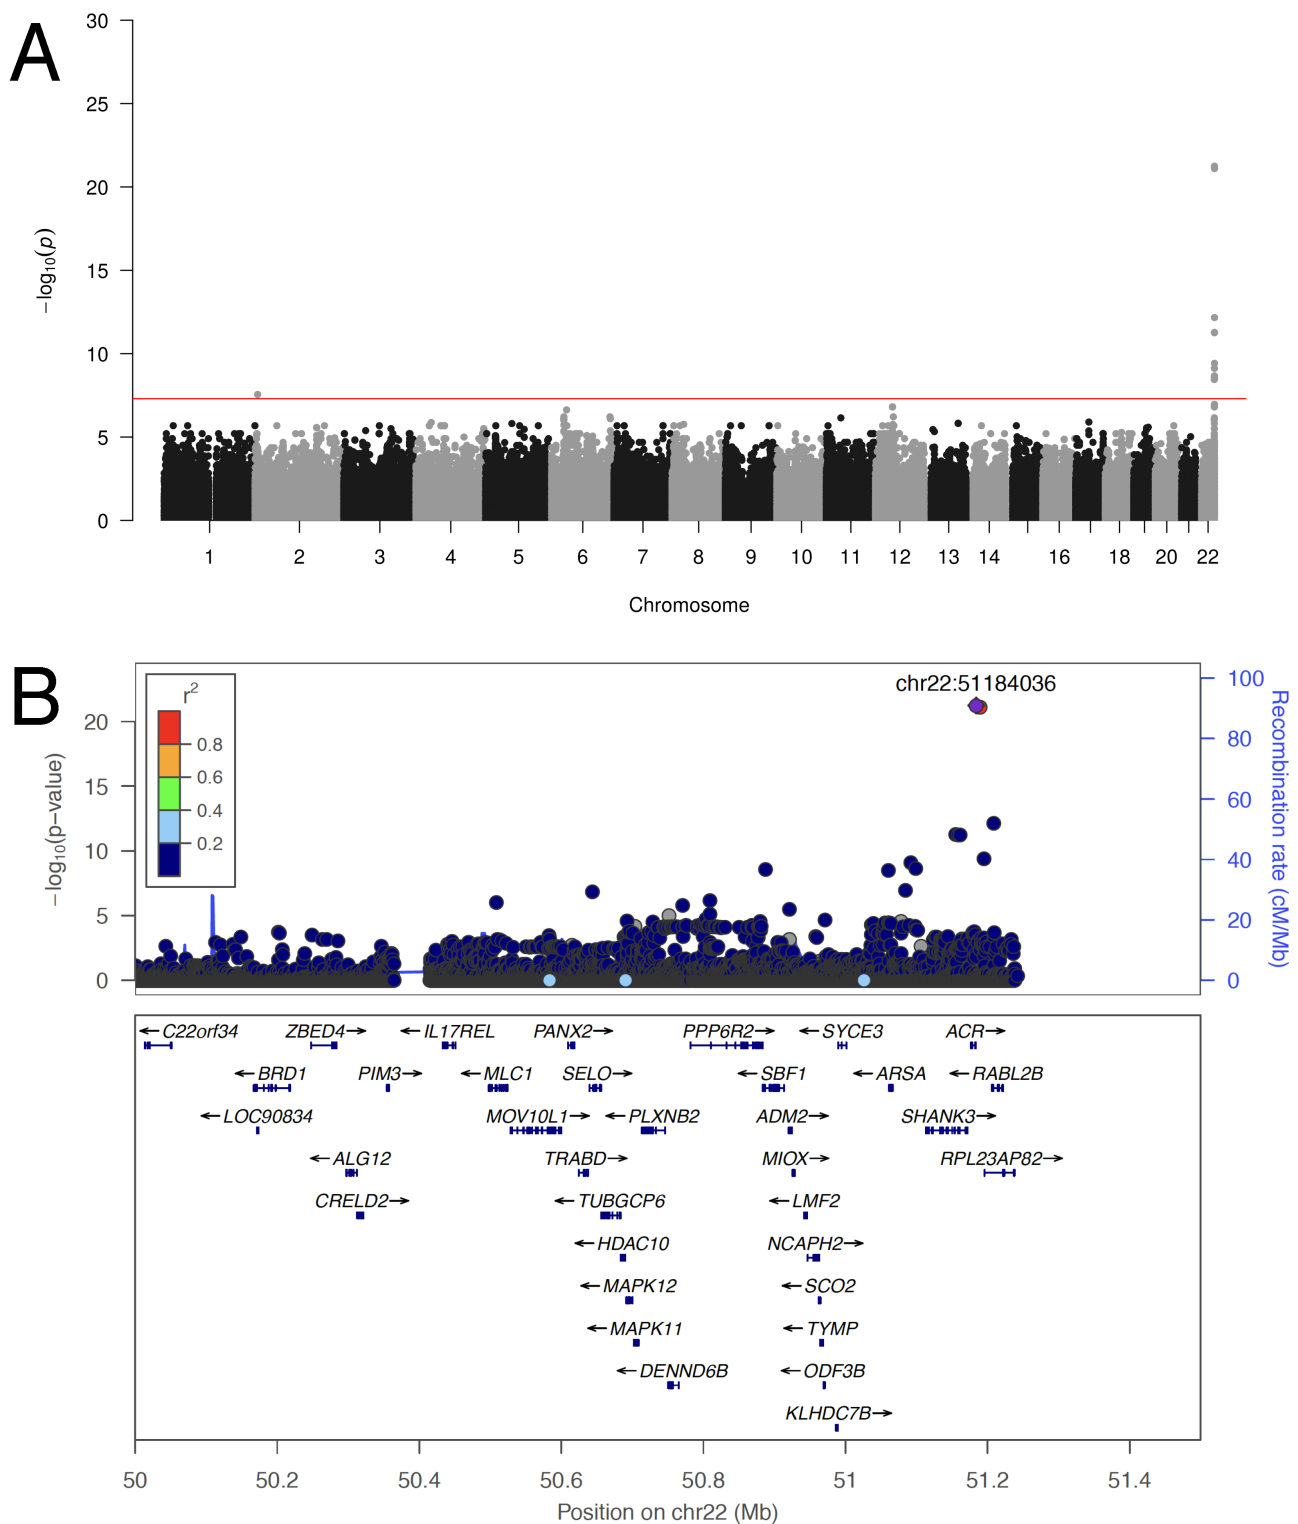 A
30
25
20
15
10
5
0
−log10(p)
1 2 3 4 5 6 7 8 9 10 11 12 13 14 16 18 20 22
Chromosome
B
r2
0.8
0.6
0.4
0.2
chr22:51184036
20
15
10
5
0
−log10(p−value)
100
80
60
40
20
0
Recombination rate (cM/Mb)
←C22orf34 ZBED4→ ←IL17REL PANX2→ PPP6R2→ ←SYCE3 ACR→
←BRD1 PIM3→ ←MLC1 SELO→ ←SBF1 ←ARSA ←RABL2B
←LOC90834 MOV10L1→ ←PLXNB2 ADM2→ SHANK3→
←ALG12 TRABD→ MIOX→ RPL23AP82→
CRELD2→ ←TUBGCP6 ←LMF2
←HDAC10 NCAPH2→
←MAPK12 ←SCO2
←MAPK11 ←TYMP
←DENND6B ←ODF3B
KLHDC7B→
50 50.2 50.4 50.6 50.8 51 51.2 51.4
Position on chr22 (Mb)